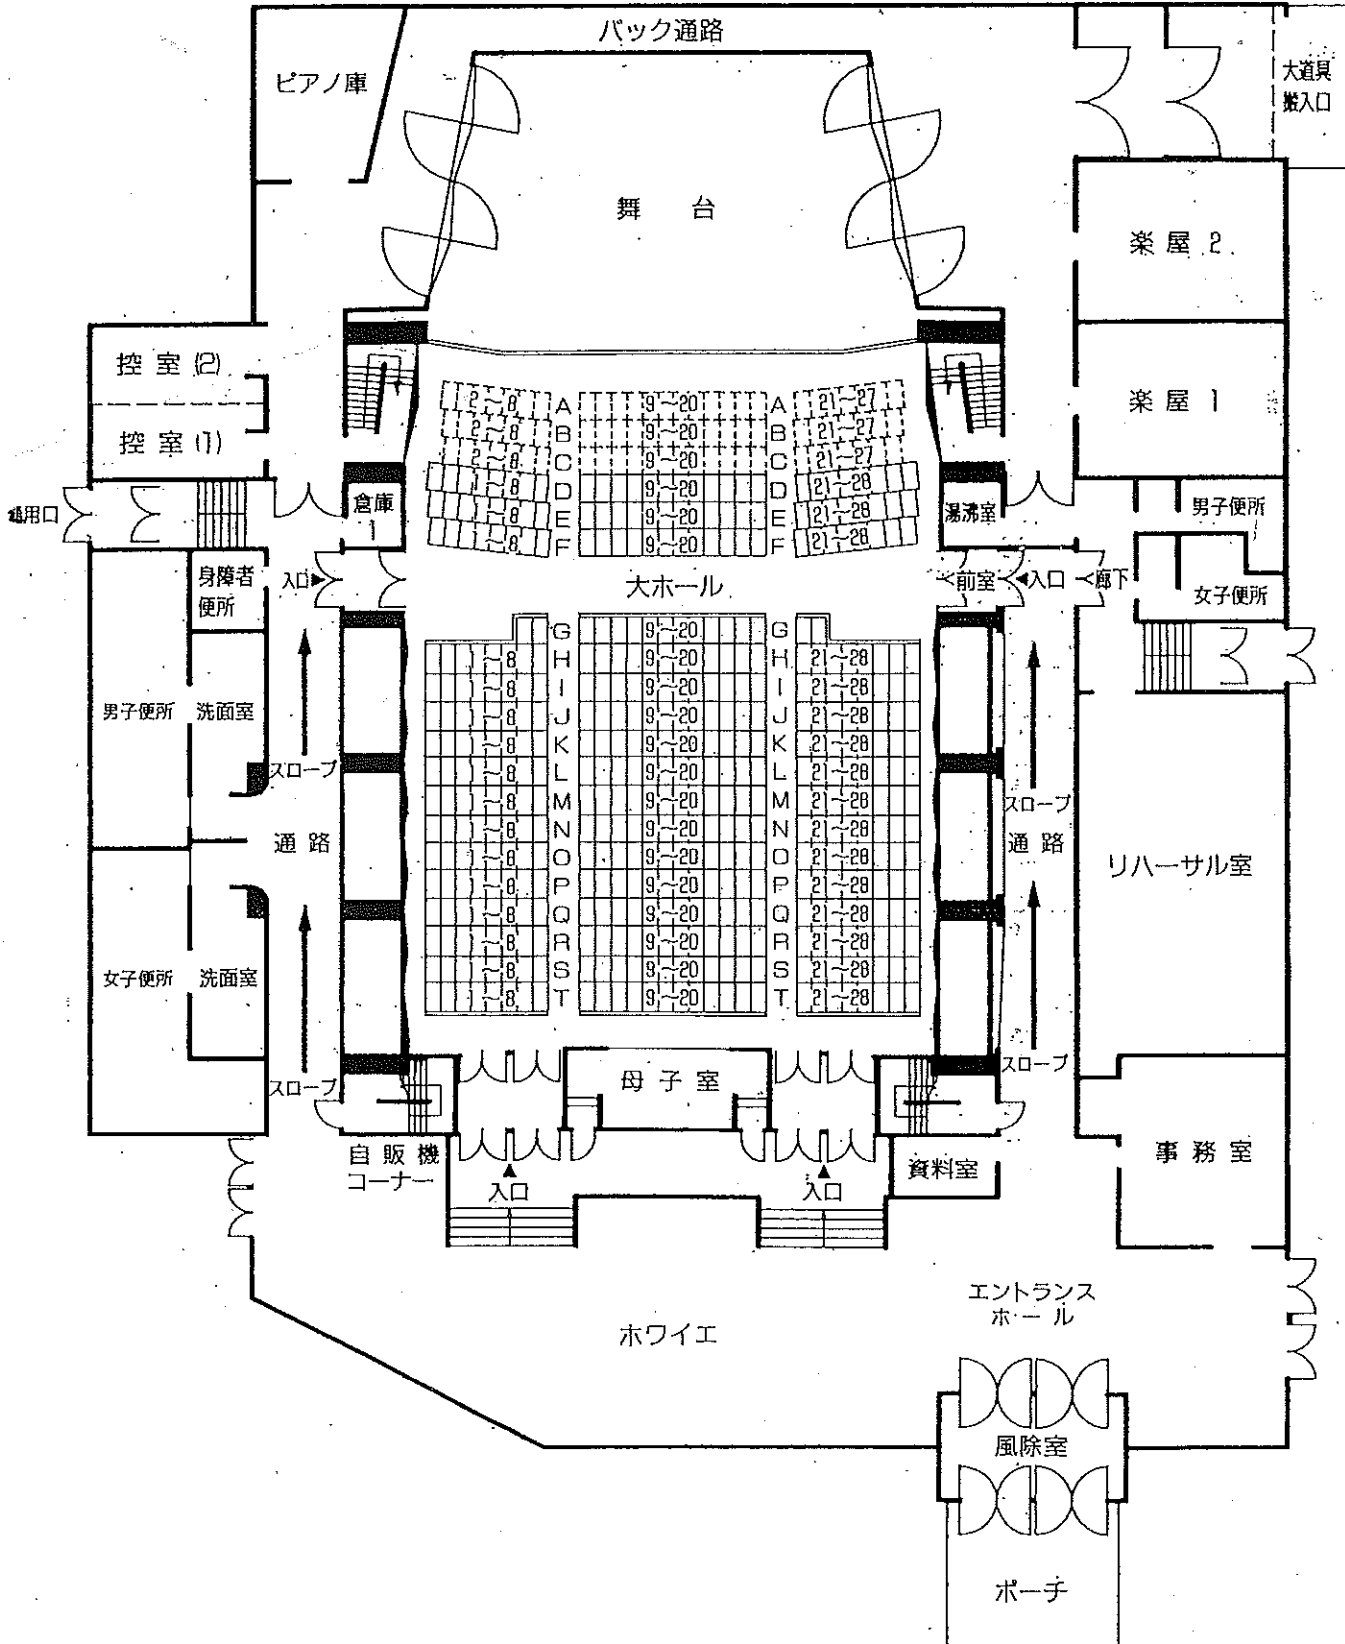 バック通路
ピアノ庫
大道具
搬入口
舞 台
楽屋 2
控室 (2)
楽屋 1
控室 (1)
2～8 A 9～20 A 21～27
2～8 B 9～20 B 21～27
2～8 C 9～20 C 21～27
1～8 D 9～20 D 21～28
1～8 E 9～20 E 21～28
1～8 F 9～20 F 21～28
通用口
倉庫
1
湯沸室
男子便所
身障者
便所
入口
大ホール
前室
入口
廊下
女子便所
G 9～20 G
1～8 H 9～20 H 21～28
1～8 I 9～20 I 21～28
1～8 J 9～20 J 21～28
1～8 K 9～20 K 21～28
1～8 L 9～20 L 21～28
1～8 M 9～20 M 21～28
1～8 N 9～20 N 21～28
1～8 O 9～20 O 21～28
1～8 P 9～20 P 21～28
1～8 Q 9～20 Q 21～28
1～8 R 9～20 R 21～28
1～8 S 9～20 S 21～28
1～8 T 9～20 T 21～28
男子便所
洗面室
スロープ
スロープ
通路
通路
リハーサル室
女子便所
洗面室
スロープ
スロープ
母子室
自販機
コーナー
入口
入口
資料室
事務室
エントランス
ホール
ホワイエ
風除室
ポーチ